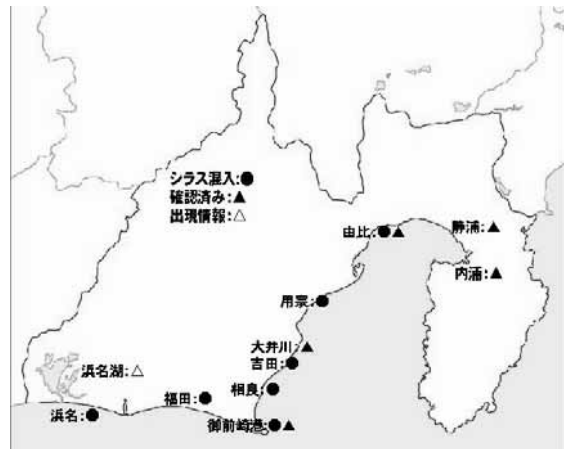 シラス混入:●
確認済み:▲
出現情報:△
由比:●▲
静浦:▲
内浦:▲
用宗:●
大井川:▲
吉田:●
浜名湖:△
相良:●
福田:●
浜名:●
御前崎港:●▲